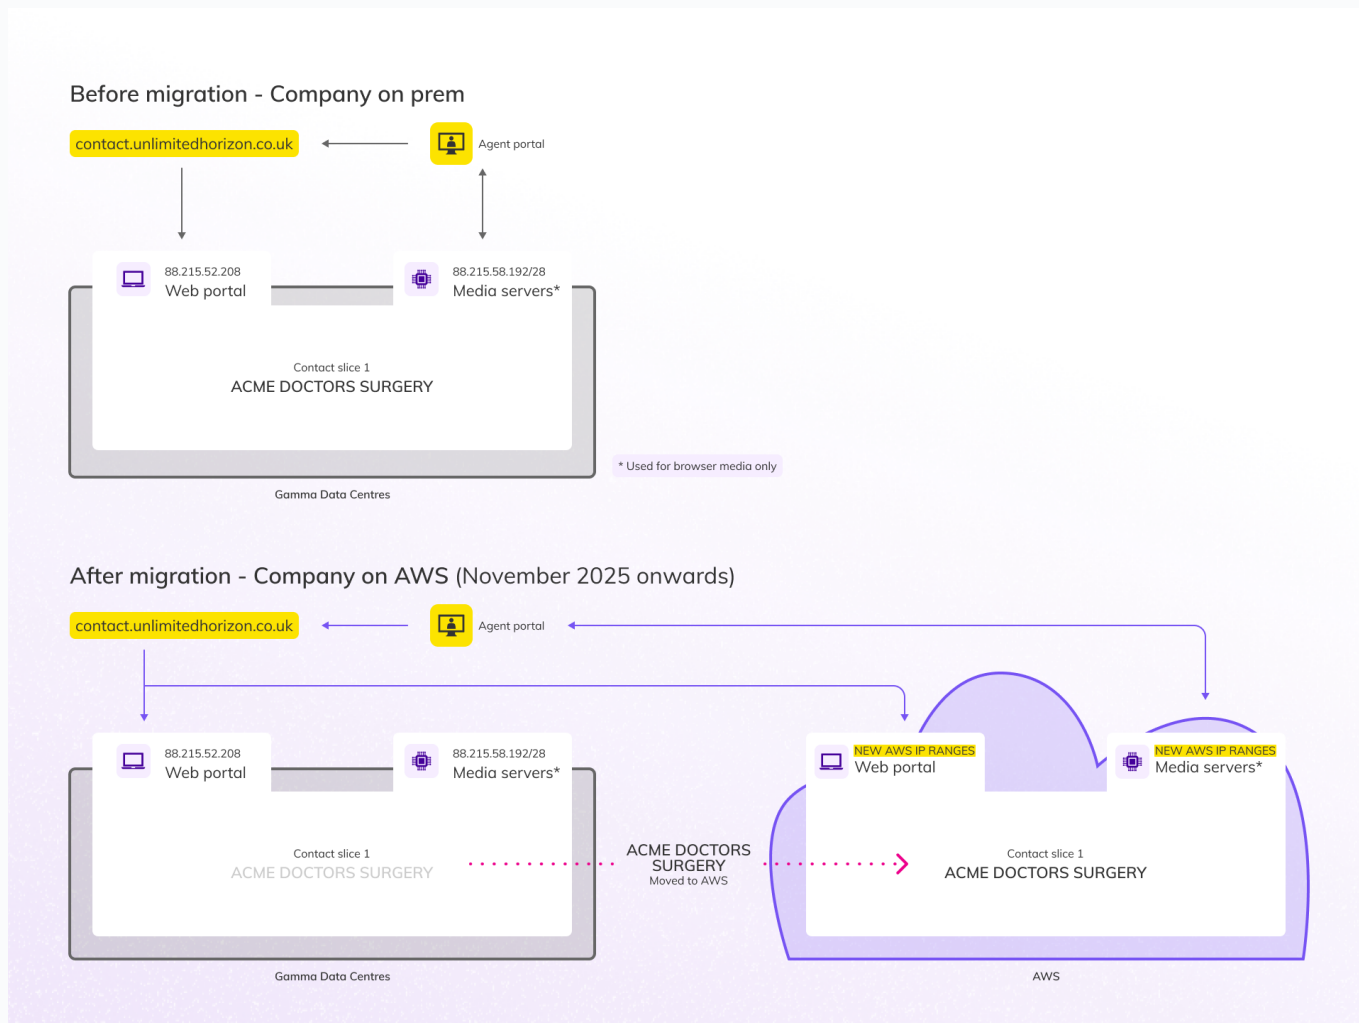 Before migration - Company on prem
contact.unlimitedhorizon.co.uk
Agent portal
88.215.52.208
Web portal
88.215.58.192/28
Media servers*
Contact slice 1
ACME DOCTORS SURGERY
* Used for browser media only
Gamma Data Centres
After migration - Company on AWS (November 2025 onwards)
contact.unlimitedhorizon.co.uk
Agent portal
88.215.52.208
Web portal
88.215.58.192/28
Media servers*
NEW AWS IP RANGES
Web portal
NEW AWS IP RANGES
Media servers*
Contact slice 1
ACME DOCTORS SURGERY
ACME DOCTORS
SURGERY
Moved to AWS
Contact slice 1
ACME DOCTORS SURGERY
Gamma Data Centres
AWS